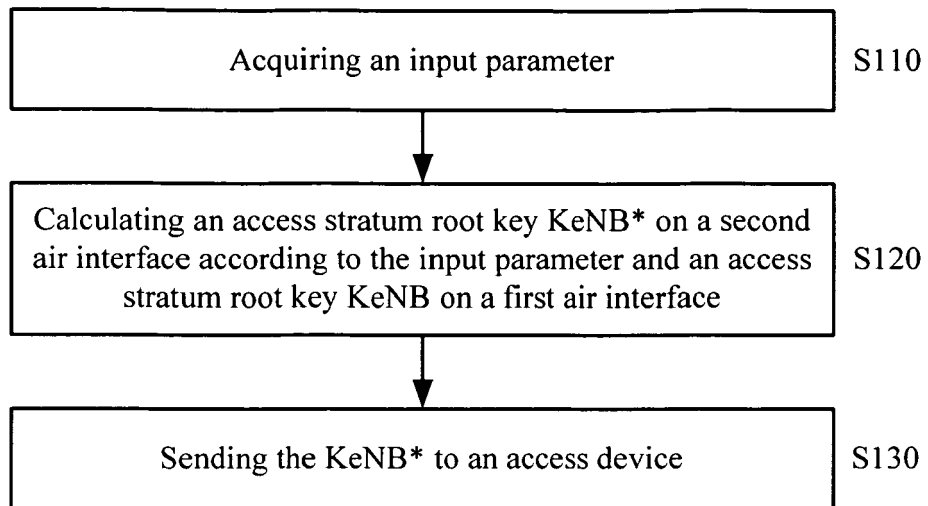 Acquiring an input parameter
S110
Calculating an access stratum root key KeNB* on a second
air interface according to the input parameter and an access
stratum root key KeNB on a first air interface
S120
Sending the KeNB* to an access device
S130